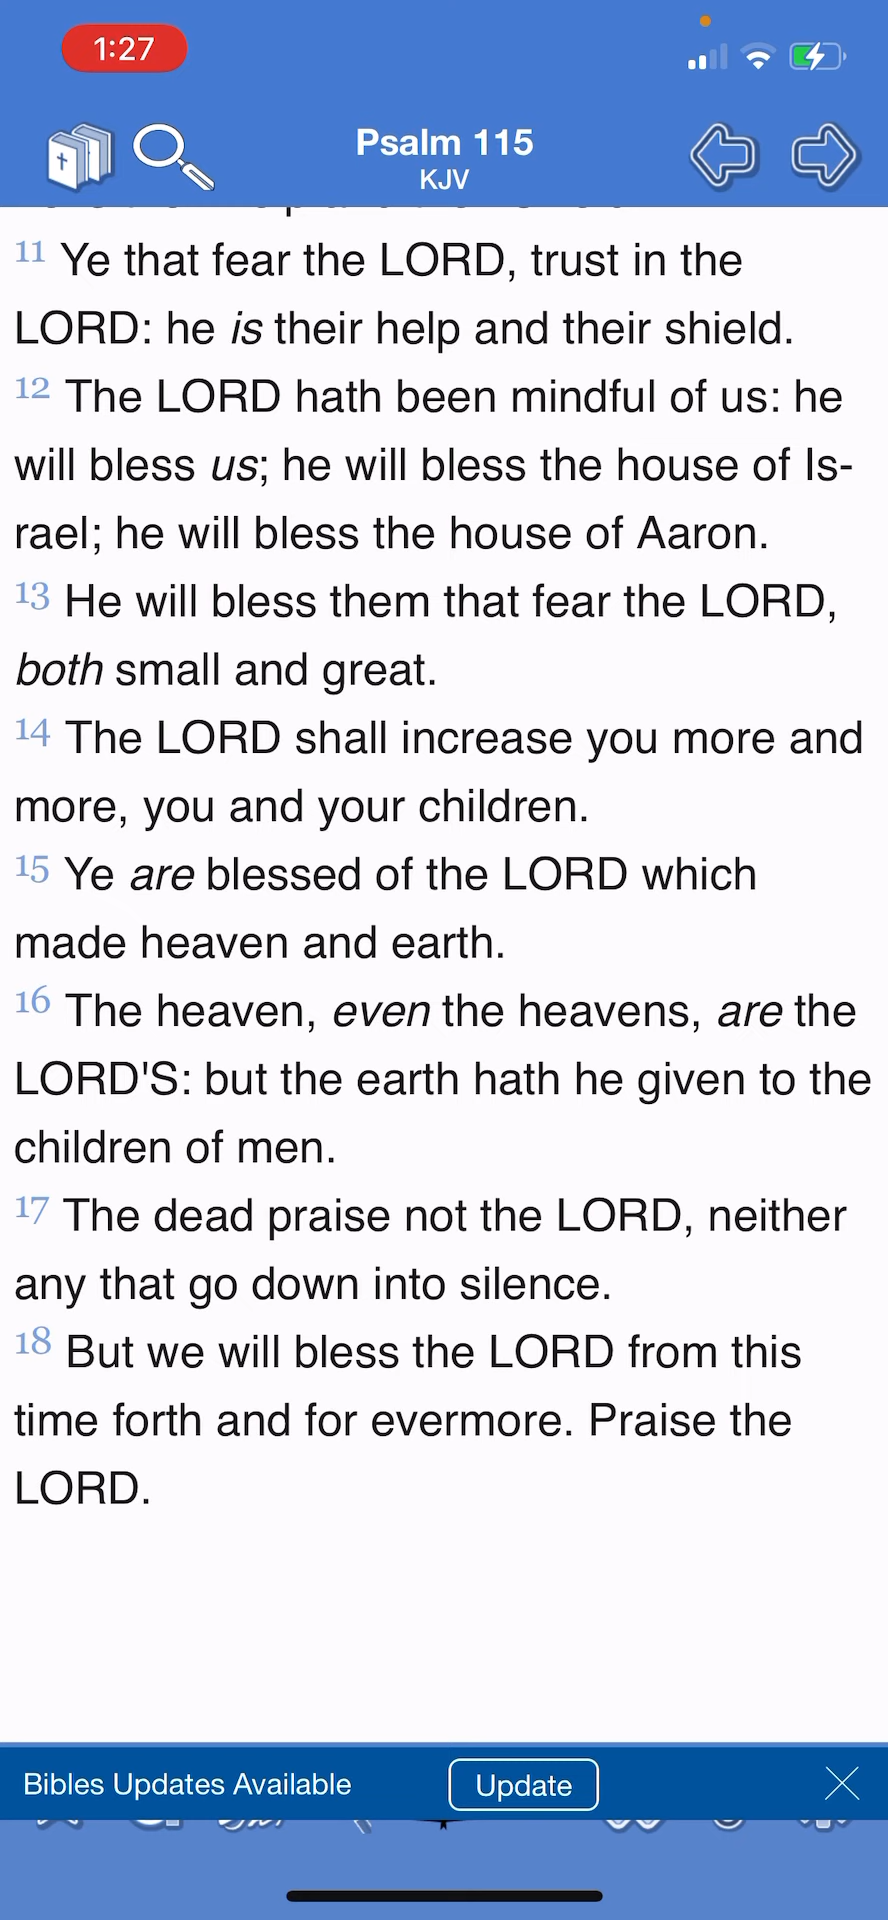 1:27
Psalm 115
KJV
11 Ye that fear the LORD, trust in the
LORD: he is their help and their shield.
12 The LORD hath been mindful of us: he
will bless us; he will bless the house of Is-
rael; he will bless the house of Aaron.
13 He will bless them that fear the LORD,
both small and great.
14 The LORD shall increase you more and
more, you and your children.
15 Ye are blessed of the LORD which
made heaven and earth.
16 The heaven, even the heavens, are the
LORD'S: but the earth hath he given to the
children of men.
17 The dead praise not the LORD, neither
any that go down into silence.
18 But we will bless the LORD from this
time forth and for evermore. Praise the
LORD.
Bibles Updates Available
Update